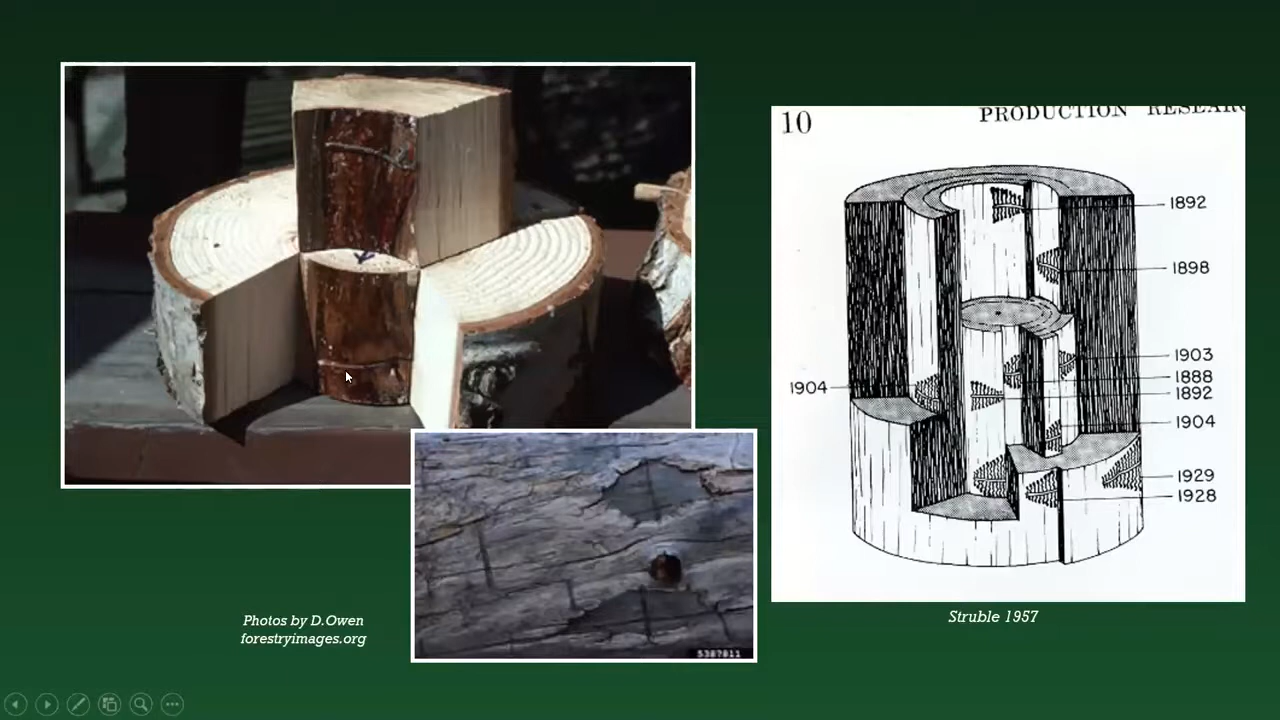 10
PRODUCTION RESEARC
1892
1898
1903
1904
1888
1892
1904
1929
1928
Struble 1957
Photos by D.Owen
forestryimages.org
5387811